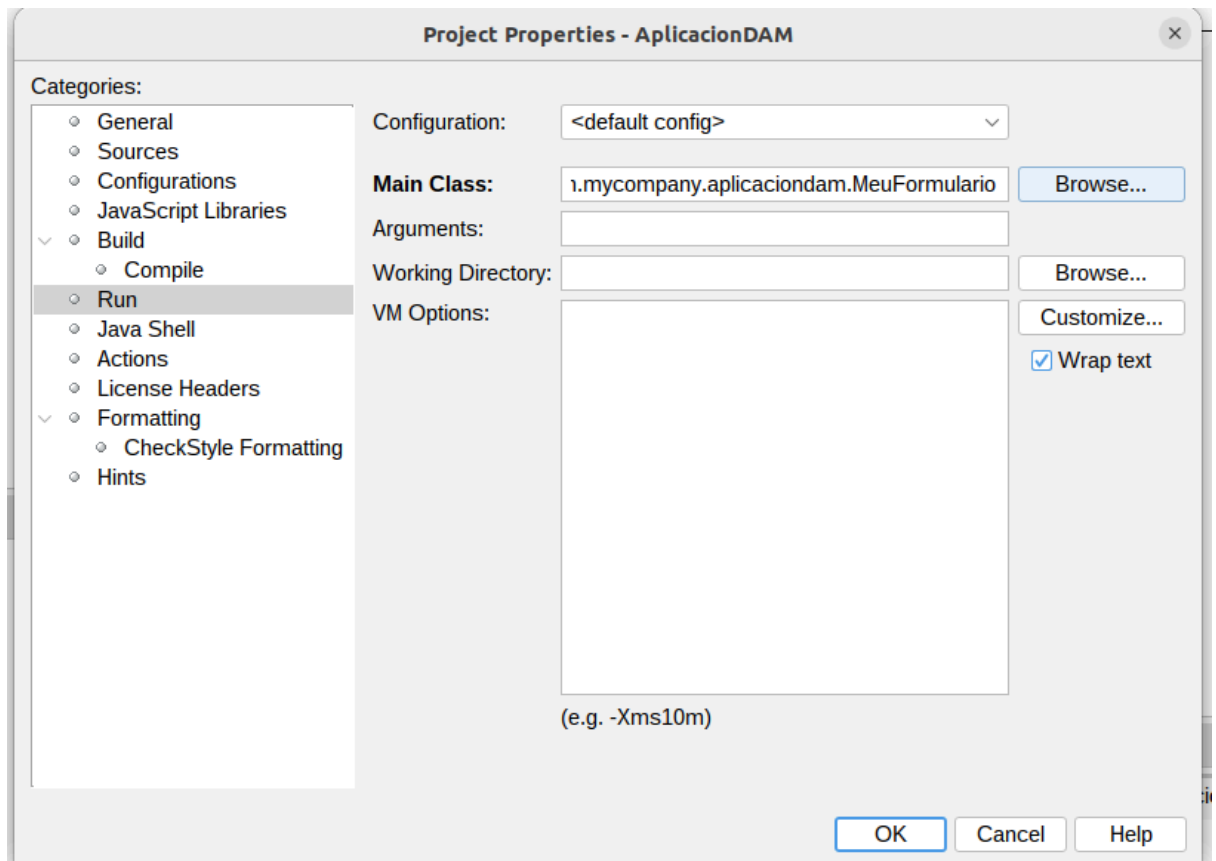 Project Properties - AplicacionDAM
Categories:
General
Sources
Configurations
JavaScript Libraries
Build
Compile
Run
Java Shell
Actions
License Headers
Formatting
CheckStyle Formatting
Hints
Configuration: <default config>
Main Class: .mycompany.aplicaciondam.MeuFormulario Browse...
Arguments:
Working Directory: Browse...
VM Options: Customize...
Wrap text
(e.g. -Xms10m)
OK Cancel Help